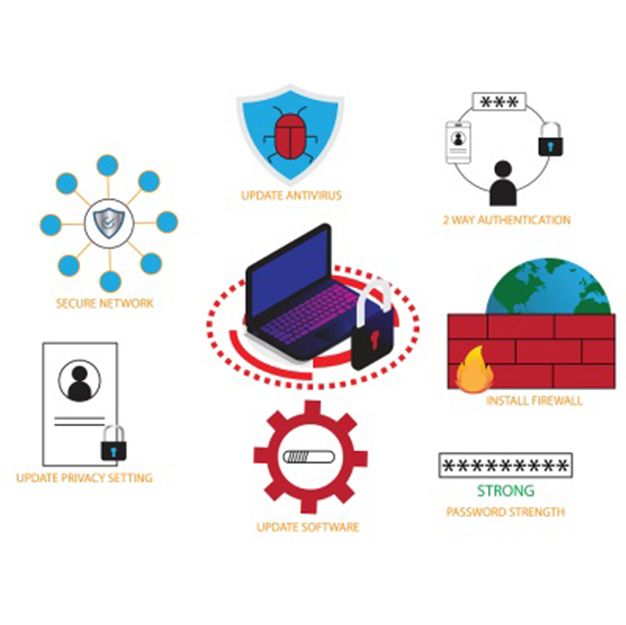 ***
UPDATE ANTIVIRUS
2 WAY AUTHENTICATION
SECURE NETWORK
INSTALL FIREWALL
UPDATE PRIVACY SETTING
*********
STRONG
PASSWORD STRENGTH
UPDATE SOFTWARE